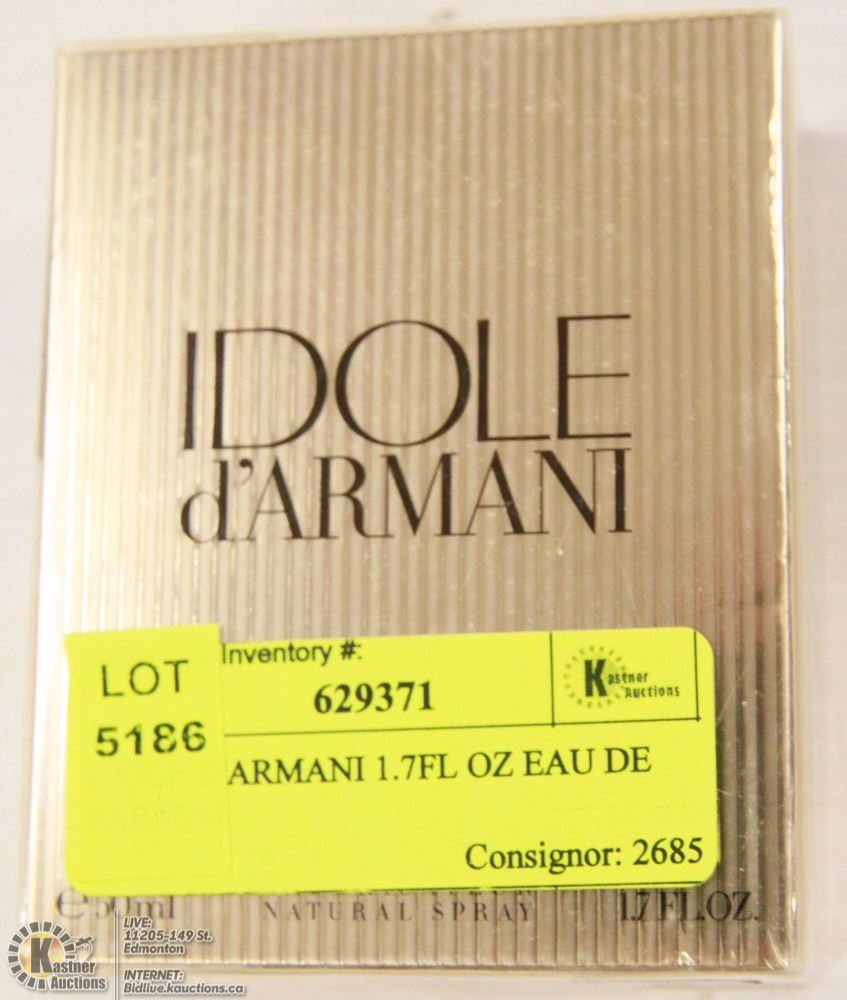 IDOLE
d'ARMANI
LOT
5186
Inventory #:
629371
Kastner
Auctions
ARMANI 1.7FL OZ EAU DE
Consignor: 2685
e50ml NATURAL SPRAY 1.7 FL.OZ.
Kastner
Auctions
LIVE:
11205-149 St.
Edmonton
INTERNET:
Bidlive.kauctions.ca